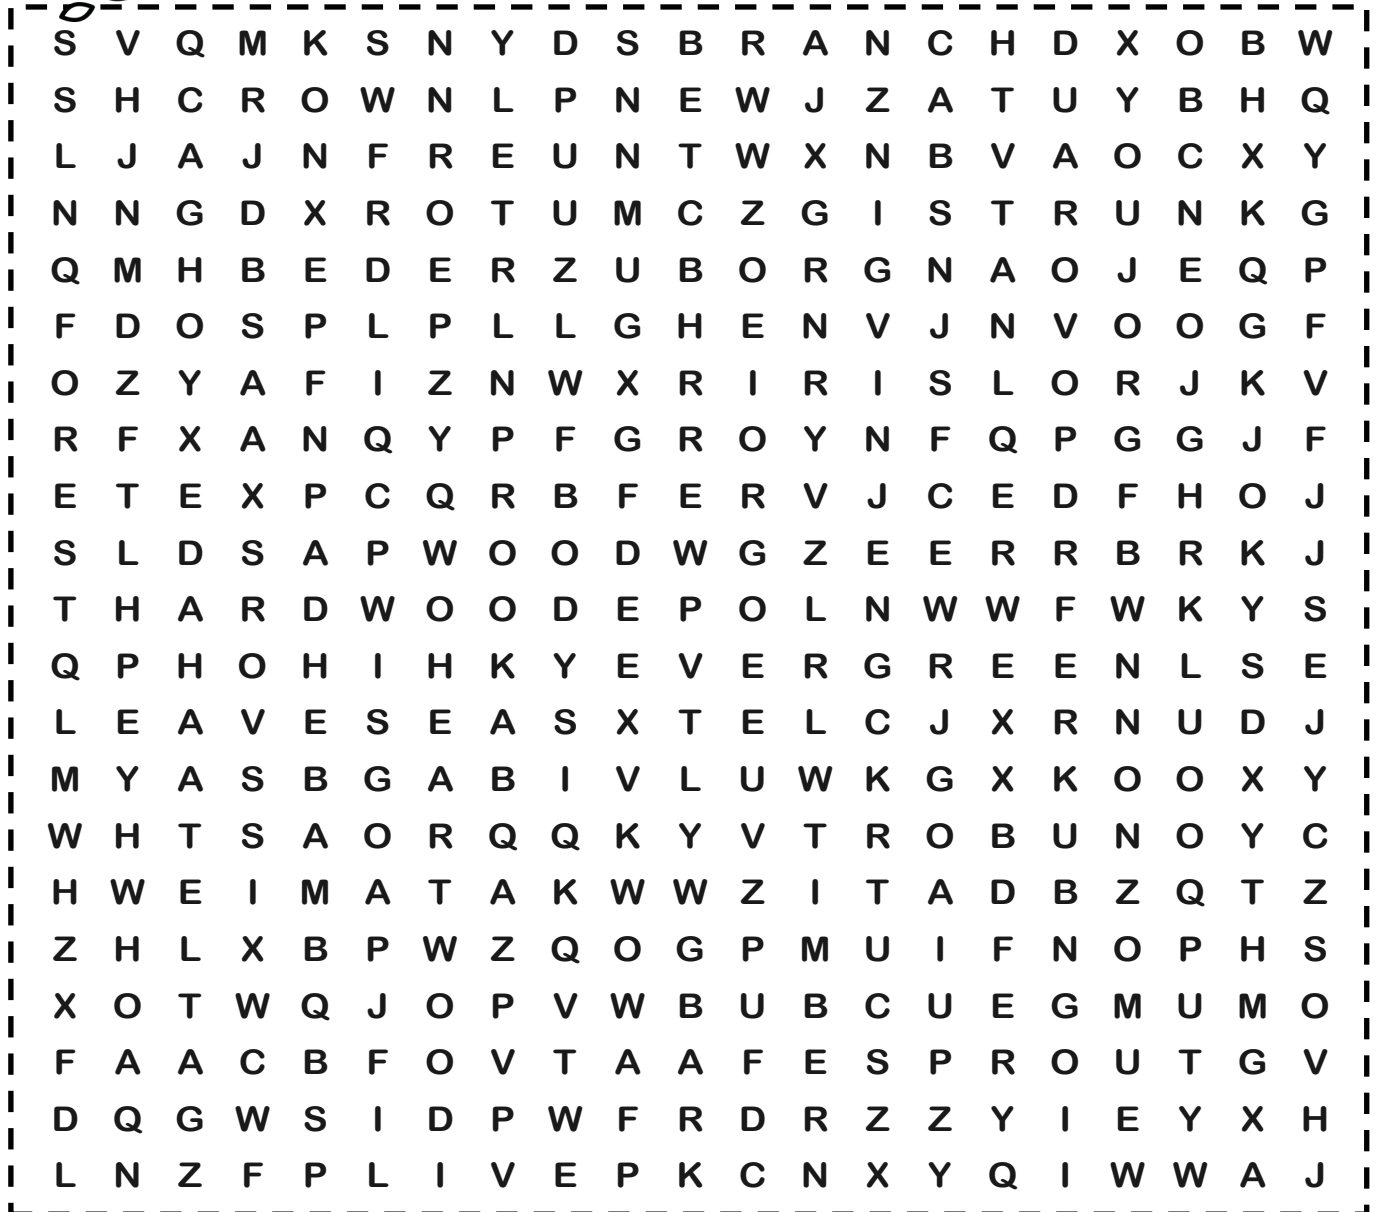 S V Q M K S N Y D S B R A N C H D X O B W
S H C R O W N L P N E W J Z A T U Y B H Q
L J A J N F R E U N T W X N B V A O C X Y
N N G D X R O T U M C Z G I S T R U N K G
Q M H B E D E R Z U B O R G N A O J E Q P
F D O S P L P L L G H E N V J N V O O G F
O Z Y A F I Z N W X R I R I S L O R J K V
R F X A N Q Y P F G R O Y N F Q P G G J F
E T E X P C Q R B F E R V J C E D F H O J
S L D S A P W O O D W G Z E E R R B R K J
T H A R D W O O D E P O L N W W F W K Y S
Q P H O H I H K Y E V E R G R E E N L S E
L E A V E S E A S X T E L C J X R N U D J
M Y A S B G A B I V L U W K G X K O O X Y
W H T S A O R Q Q K Y V T R O B U N O Y C
H W E I M A T A K W W Z I T A D B Z Q T Z
Z H L X B P W Z Q O G P M U I F N O P H S
X O T W Q J O P V W B U B C U E G M U M O
F A A C B F O V T A A F E S P R O U T G V
D Q G W S I D P W F R D R Z Z Y I E Y X H
L N Z F P L I V E P K C N X Y Q I W W A J